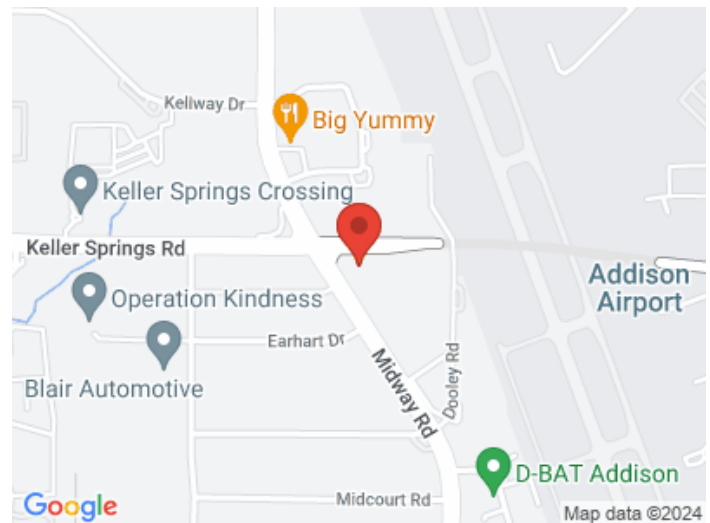 Kellway Dr
Big Yummy
Keller Springs Crossing
Keller Springs Rd
Addison
Airport
Operation Kindness
Earhart Dr
Blair Automotive
Midway Rd
Dooley Rd
D-BAT Addison
Midcourt Rd
Google
Map data ©2024